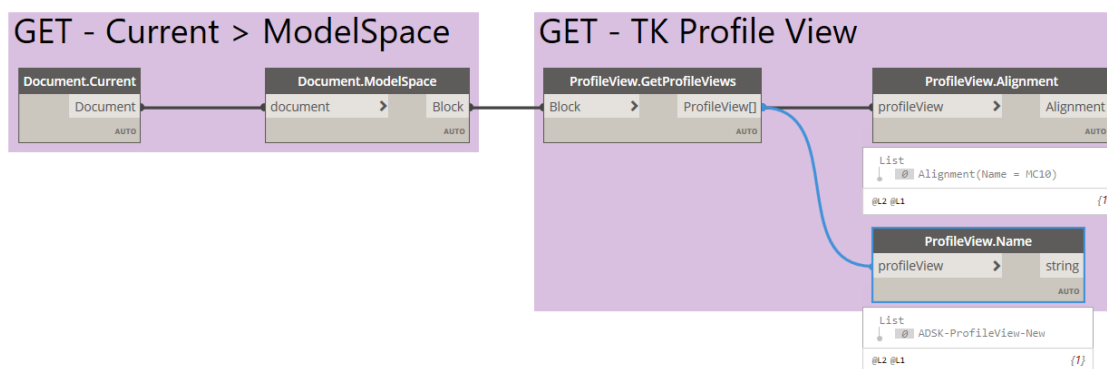 GET - Current > ModelSpace
GET - TK Profile View
Document.Current
Document
AUTO
Document.ModelSpace
document > Block
AUTO
ProfileView.GetProfileViews
Block > ProfileView[]
AUTO
ProfileView.Alignment
profileView > Alignment
AUTO
List
0 Alignment(Name = MC10)
@L2 @L1 {1
ProfileView.Name
profileView > string
AUTO
List
0 ADSK-ProfileView-New
@L2 @L1 {1}